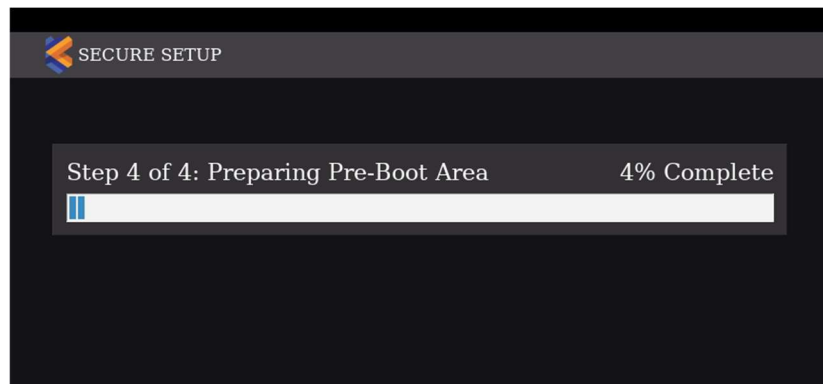 SECURE SETUP
Step 4 of 4: Preparing Pre-Boot Area 4% Complete